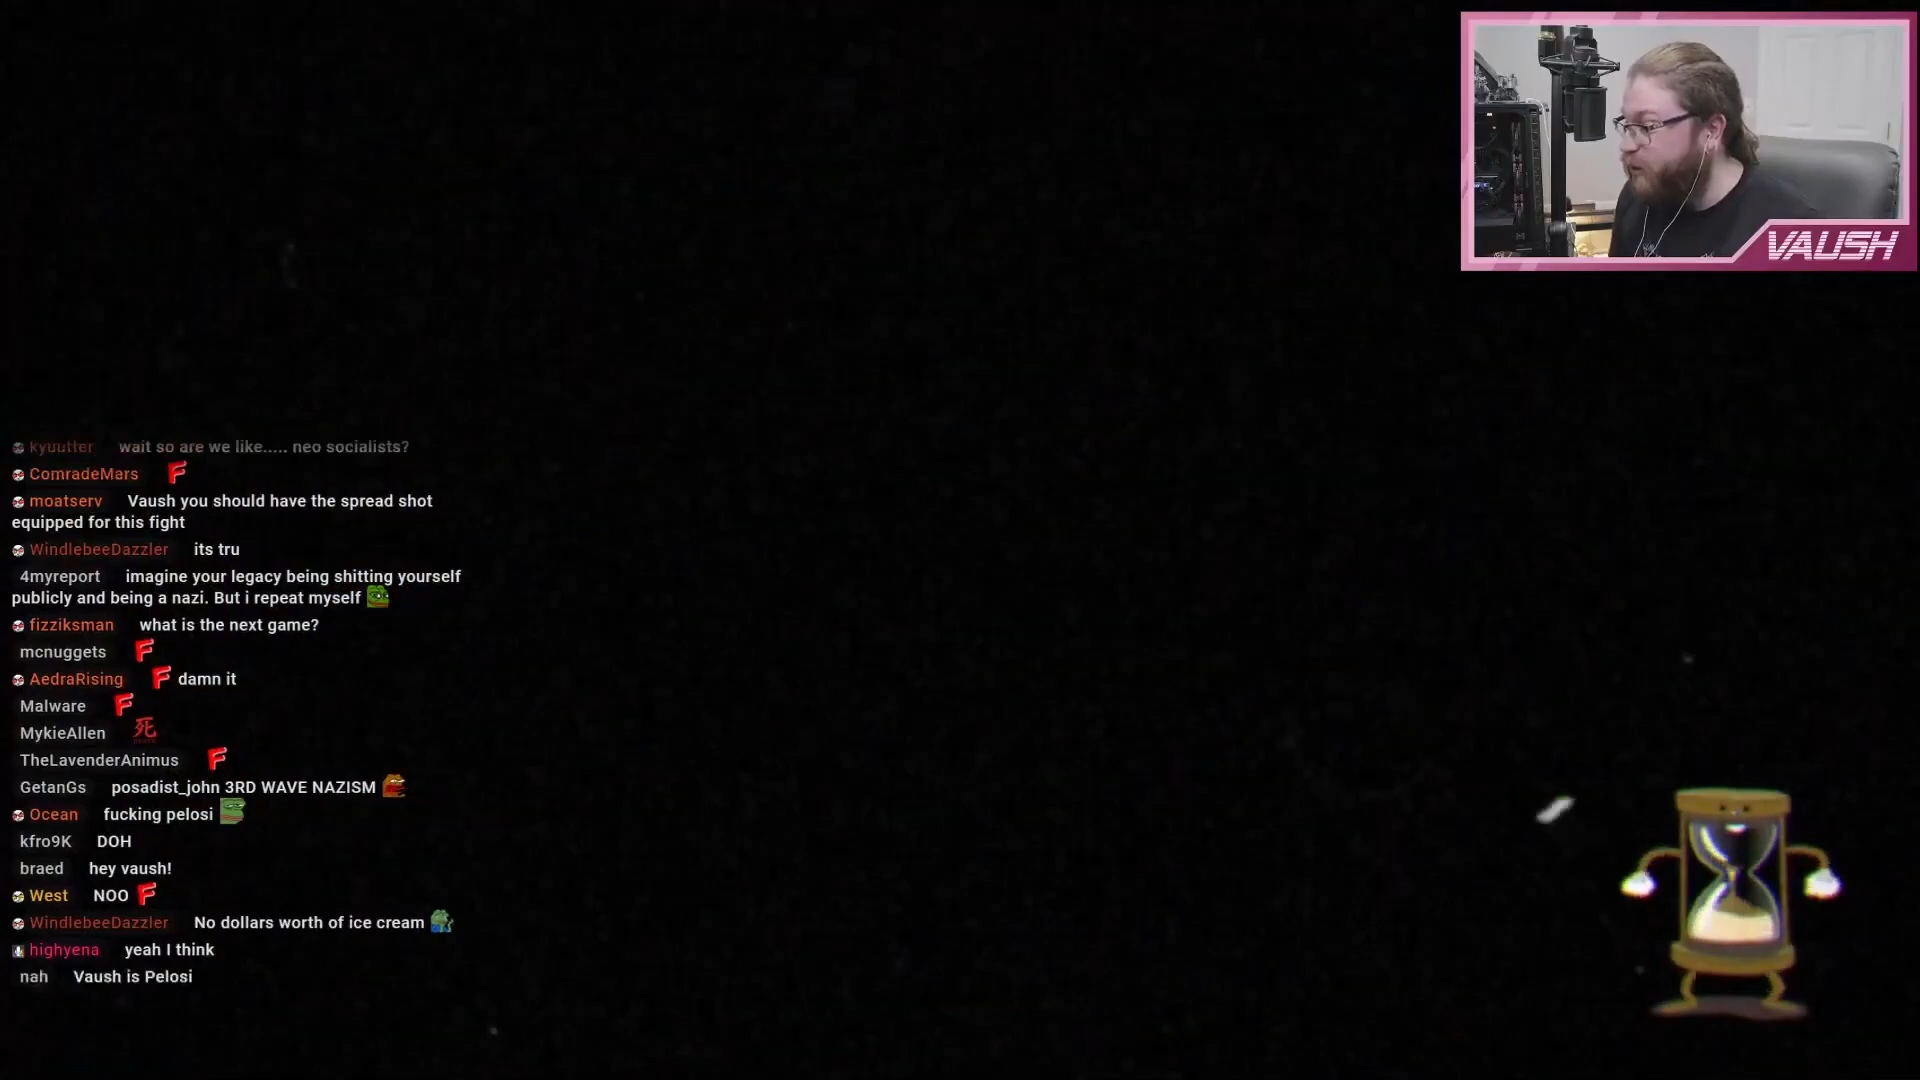 VAUSH
kyuutter wait so are we like..... neo socialists?
ComradeMars F
moatserv Vaush you should have the spread shot
equipped for this fight
WindlebeeDazzler its tru
4myreport imagine your legacy being shitting yourself
publicly and being a nazi. But i repeat myself
fizziksman what is the next game?
mcnuggets F
AedraRising F damn it
Malware F
MykieAllen 死
TheLavenderAnimus F
GetanGs posadist_john 3RD WAVE NAZISM
Ocean fucking pelosi
kfro9K DOH
braed hey vaush!
West NOO F
WindlebeeDazzler No dollars worth of ice cream
highyena yeah I think
nah Vaush is Pelosi